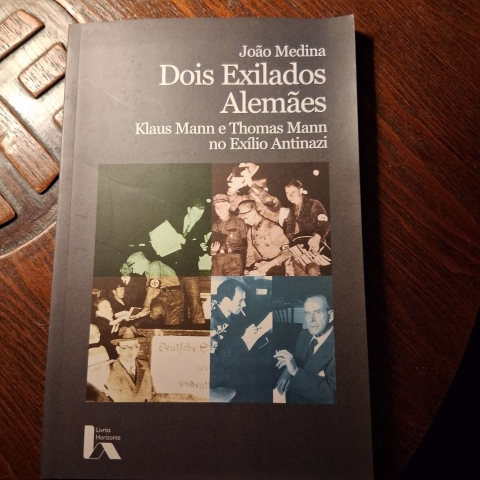 João Medina
Dois Exilados
Alemães
Klaus Mann e Thomas Mann
no Exílio Antinazi
Deutsche S
Livros
Horizonte